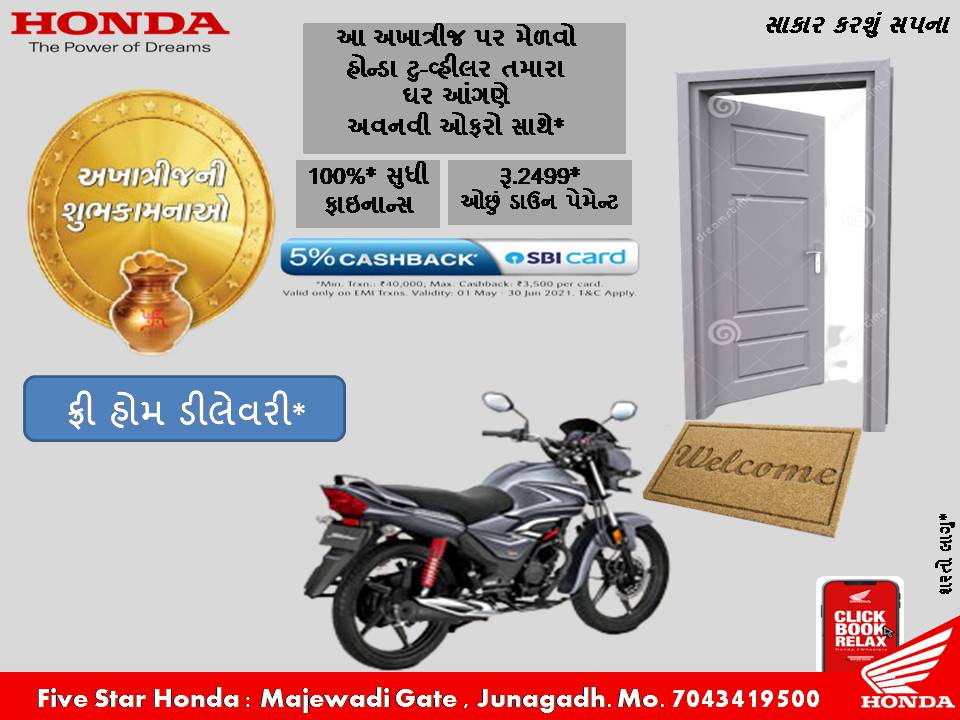 HONDA
The Power of Dreams
સાકાર કરશું સપના
આ અખાત્રીજ પર મેળવો
હોન્ડા ટુ-વ્હીલર તમારા
ઘર આંગણે
અવનવી ઓફરો સાથે*
અખાત્રીજની
શુભકામનાઓ
100%* સુધી
ફાઇનાન્સ
રૂ.2499*
ઓછું ડાઉન પેમેન્ટ
5% CASHBACK* SBI card
*Min. Trxn.: ₹40,000; Max. Cashback: ₹3,500 per card.
Valid only on EMI Trxns. Validity: 01 May - 30 Jun 2021. T&C Apply.
ફ્રી હોમ ડીલેવરી*
Welcome
શરતો લાગુ*
HONDA
CLICK
BOOK
RELAX
Honda 2Wheelers
HONDA
Five Star Honda : Majewadi Gate , Junagadh. Mo. 7043419500